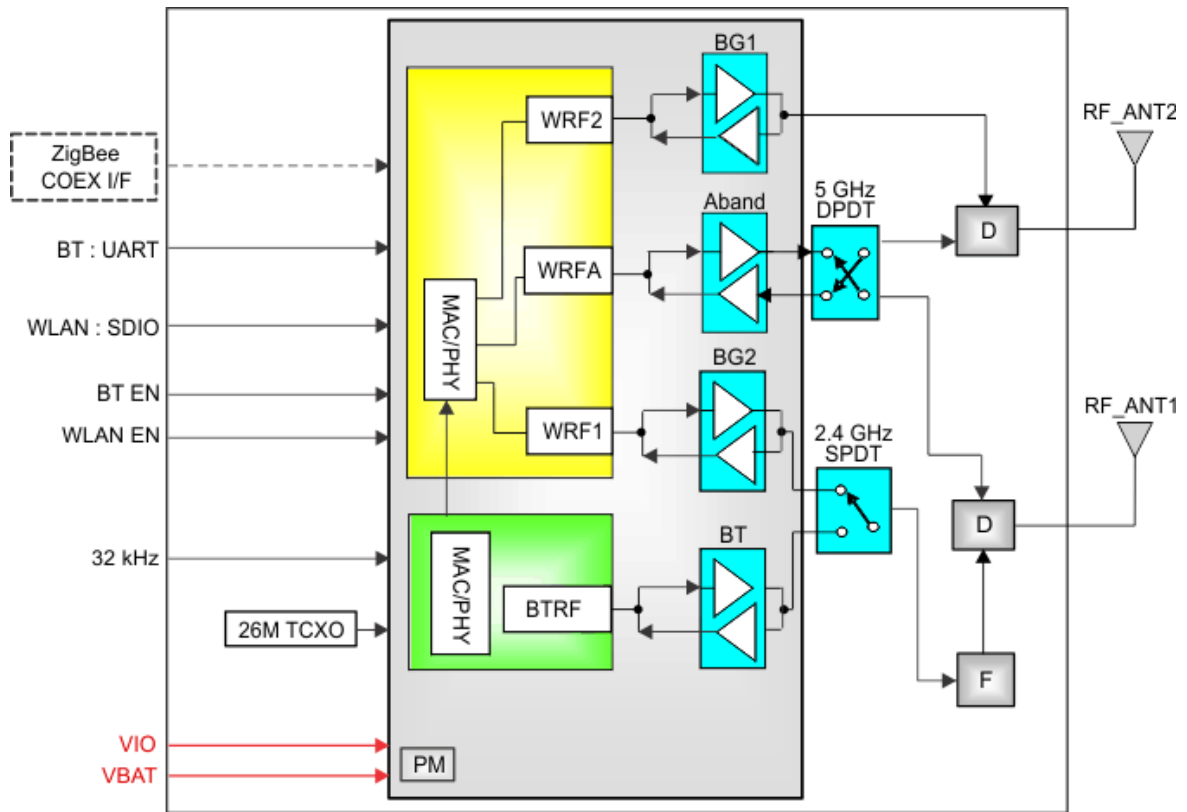 BG1
WRF2
RF_ANT2
ZigBee
COEX I/F
Aband
5 GHz
DPDT
D
BT : UART
WRFA
MAC/PHY
WLAN : SDIO
BG2
BT EN
RF_ANT1
WLAN EN
WRF1
2.4 GHz
SPDT
D
BT
32 kHz
MAC/PHY
BTRF
26M TCXO
F
VIO
PM
VBAT